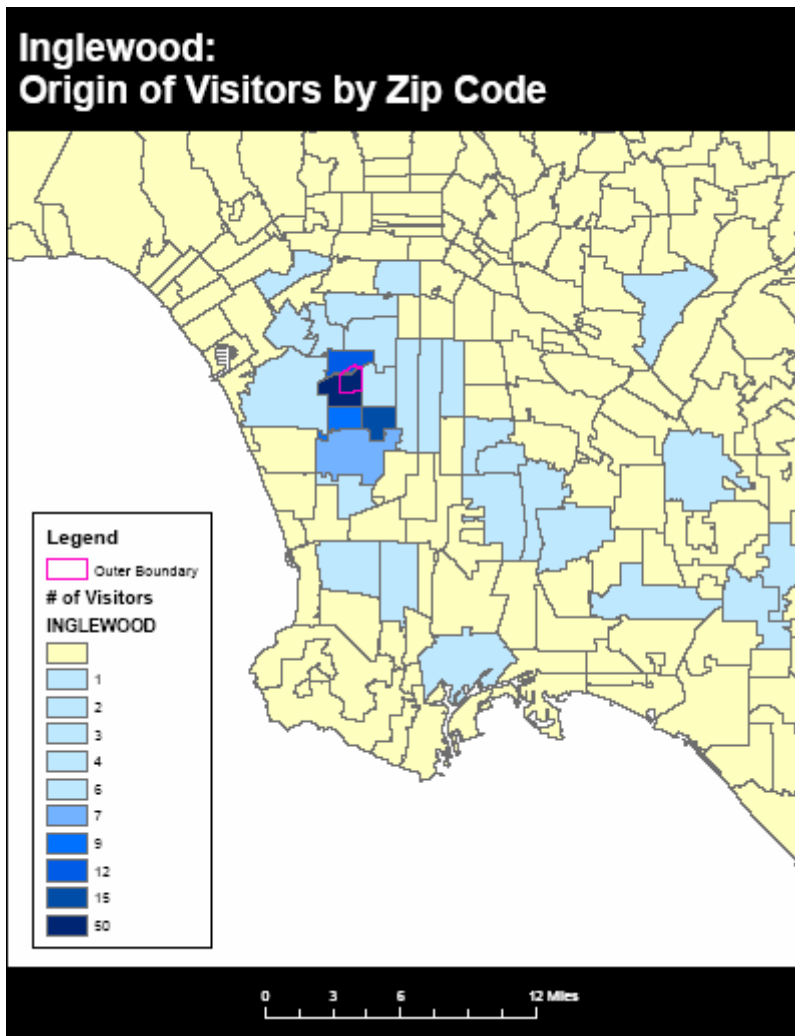 Inglewood:
Origin of Visitors by Zip Code
Legend
Outer Boundary
# of Visitors
INGLEWOOD
1
2
3
4
6
7
9
12
15
50
0 3 6 12 Miles